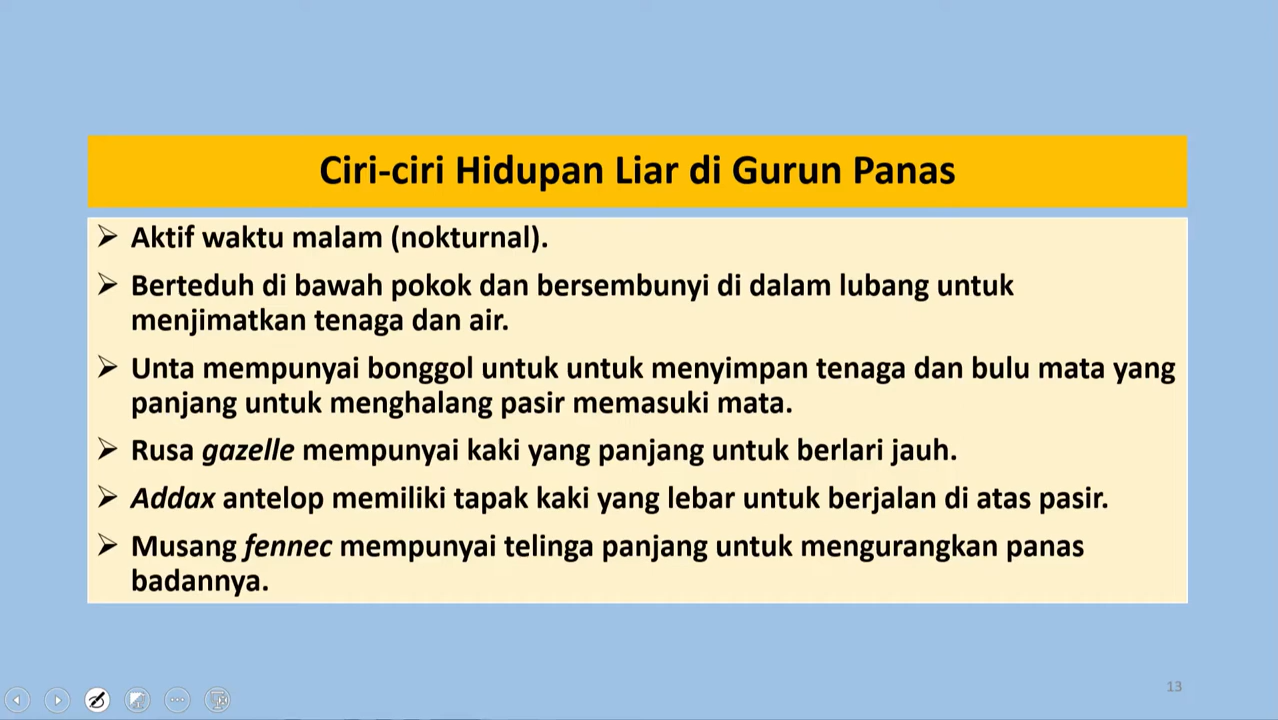 Ciri-ciri Hidupan Liar di Gurun Panas
➢ Aktif waktu malam (nokturnal).
➢ Berteduh di bawah pokok dan bersembunyi di dalam lubang untuk
menjimatkan tenaga dan air.
➢ Unta mempunyai bonggol untuk untuk menyimpan tenaga dan bulu mata yang
panjang untuk menghalang pasir memasuki mata.
➢ Rusa gazelle mempunyai kaki yang panjang untuk berlari jauh.
➢ Addax antelop memiliki tapak kaki yang lebar untuk berjalan di atas pasir.
➢ Musang fennec mempunyai telinga panjang untuk mengurangkan panas
badannya.
13